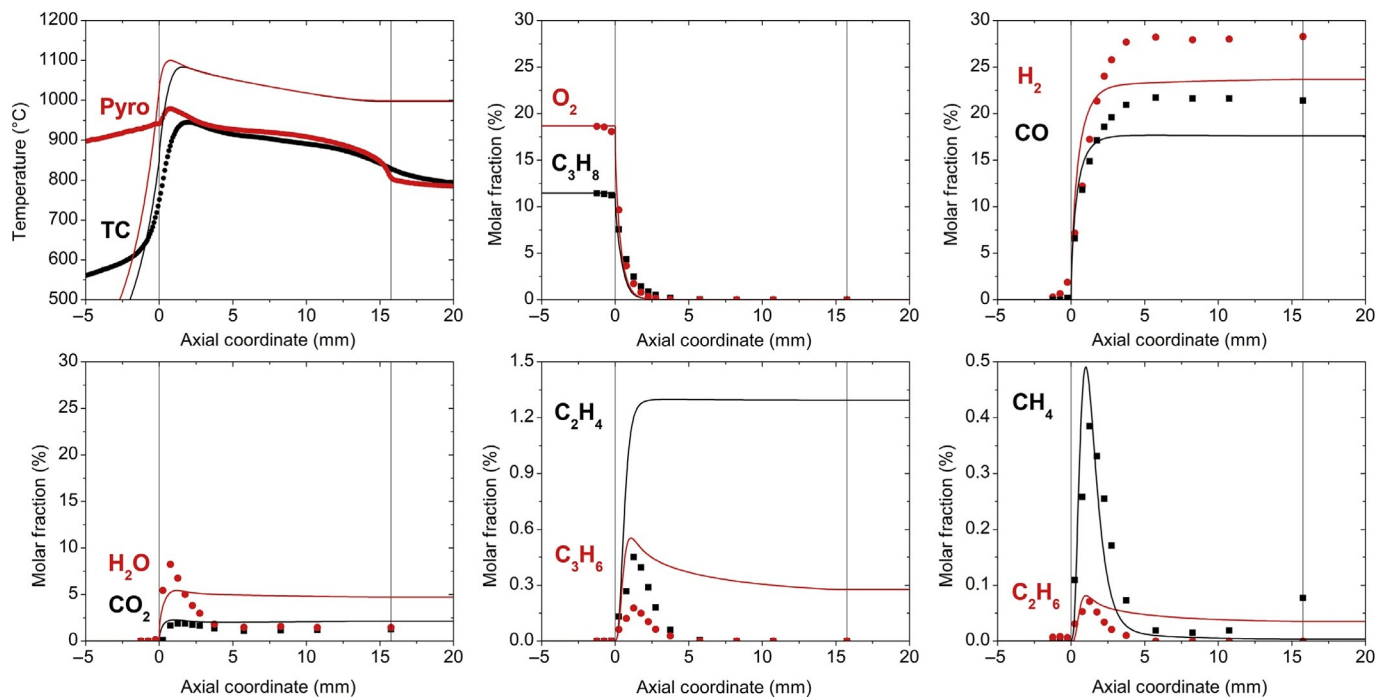 Temperature (°C)
1200
1100
1000
900
800
700
600
500
Pyro
TC
−5 0 5 10 15 20
Axial coordinate (mm)
Molar fraction (%)
30
25
20
15
10
5
0
O₂
C₃H₈
−5 0 5 10 15 20
Axial coordinate (mm)
Molar fraction (%)
30
25
20
15
10
5
0
H₂
CO
−5 0 5 10 15 20
Axial coordinate (mm)
Molar fraction (%)
30
25
20
15
10
5
0
H₂O
CO₂
−5 0 5 10 15 20
Axial coordinate (mm)
Molar fraction (%)
1.5
1.2
0.9
0.6
0.3
0.0
C₂H₄
C₃H₆
−5 0 5 10 15 20
Axial coordinate (mm)
Molar fraction (%)
0.5
0.4
0.3
0.2
0.1
0.0
CH₄
C₂H₆
−5 0 5 10 15 20
Axial coordinate (mm)